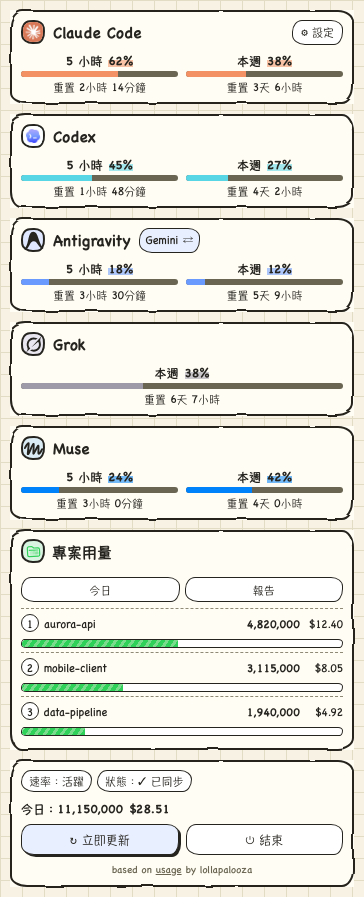 Claude Code ⚙ 設定
5 小時 62% 本週 38%
重置 2小時 14分鐘 重置 3天 6小時
Codex
5 小時 45% 本週 27%
重置 1小時 48分鐘 重置 4天 2小時
Antigravity Gemini ⇄
5 小時 18% 本週 12%
重置 3小時 30分鐘 重置 5天 9小時
Grok
本週 38%
重置 6天 7小時
Muse
5 小時 24% 本週 42%
重置 3小時 0分鐘 重置 4天 0小時
專案用量
今日 報告
1 aurora-api 4,820,000 $12.40
2 mobile-client 3,115,000 $8.05
3 data-pipeline 1,940,000 $4.92
速率：活躍 狀態：✓ 已同步
今日：11,150,000 $28.51
↻ 立即更新 ⏻ 結束
based on usage by lollapalooza